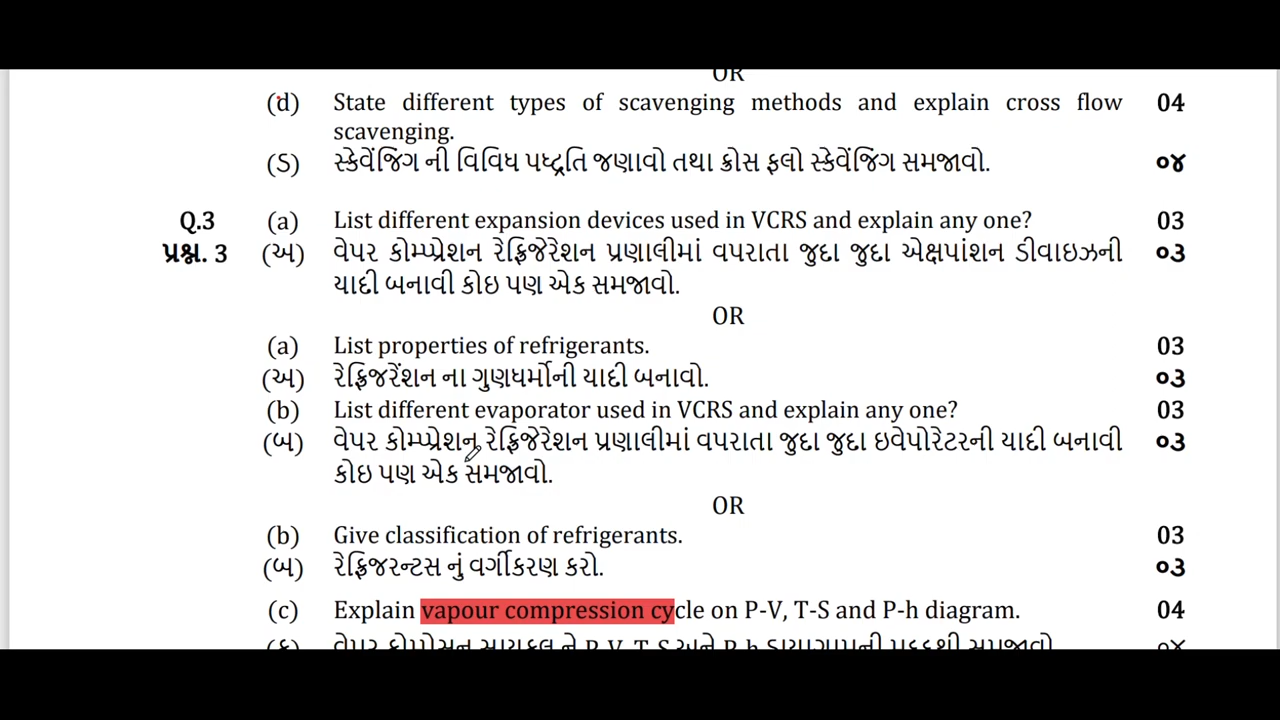 OR
(d) State different types of scavenging methods and explain cross flow 04
scavenging.
(ડ) સ્કેવેંજિંગ ની વિવિધ પધ્દ્રતિ જણાવો તથા ક્રોસ ફલો સ્કેવેંજિંગ સમજાવો. ૦૪
Q.3 (a) List different expansion devices used in VCRS and explain any one? 03
પ્રશ્ન. 3 (અ) વેપર કોમ્પ્રેશન રેફ્રિજેરેશન પ્રણાલીમાં વપરાતા જુદા જુદા એક્ષપાંશન ડીવાઇઝની ૦૩
યાદી બનાવી કોઇ પણ એક સમજાવો.
OR
(a) List properties of refrigerants. 03
(અ) રેફ્રિજરેંશન ના ગુણધર્મોની યાદી બનાવો. ૦૩
(b) List different evaporator used in VCRS and explain any one? 03
(બ) વેપર કોમ્પ્રેશન રેફ્રિજેરેશન પ્રણાલીમાં વપરાતા જુદા જુદા ઇવેપોરેટરની યાદી બનાવી ૦૩
કોઇ પણ એક સમજાવો.
OR
(b) Give classification of refrigerants. 03
(બ) રેફ્રિજરન્ટસ નું વર્ગીકરણ કરો. ૦૩
(c) Explain vapour compression cycle on P-V, T-S and P-h diagram. 04